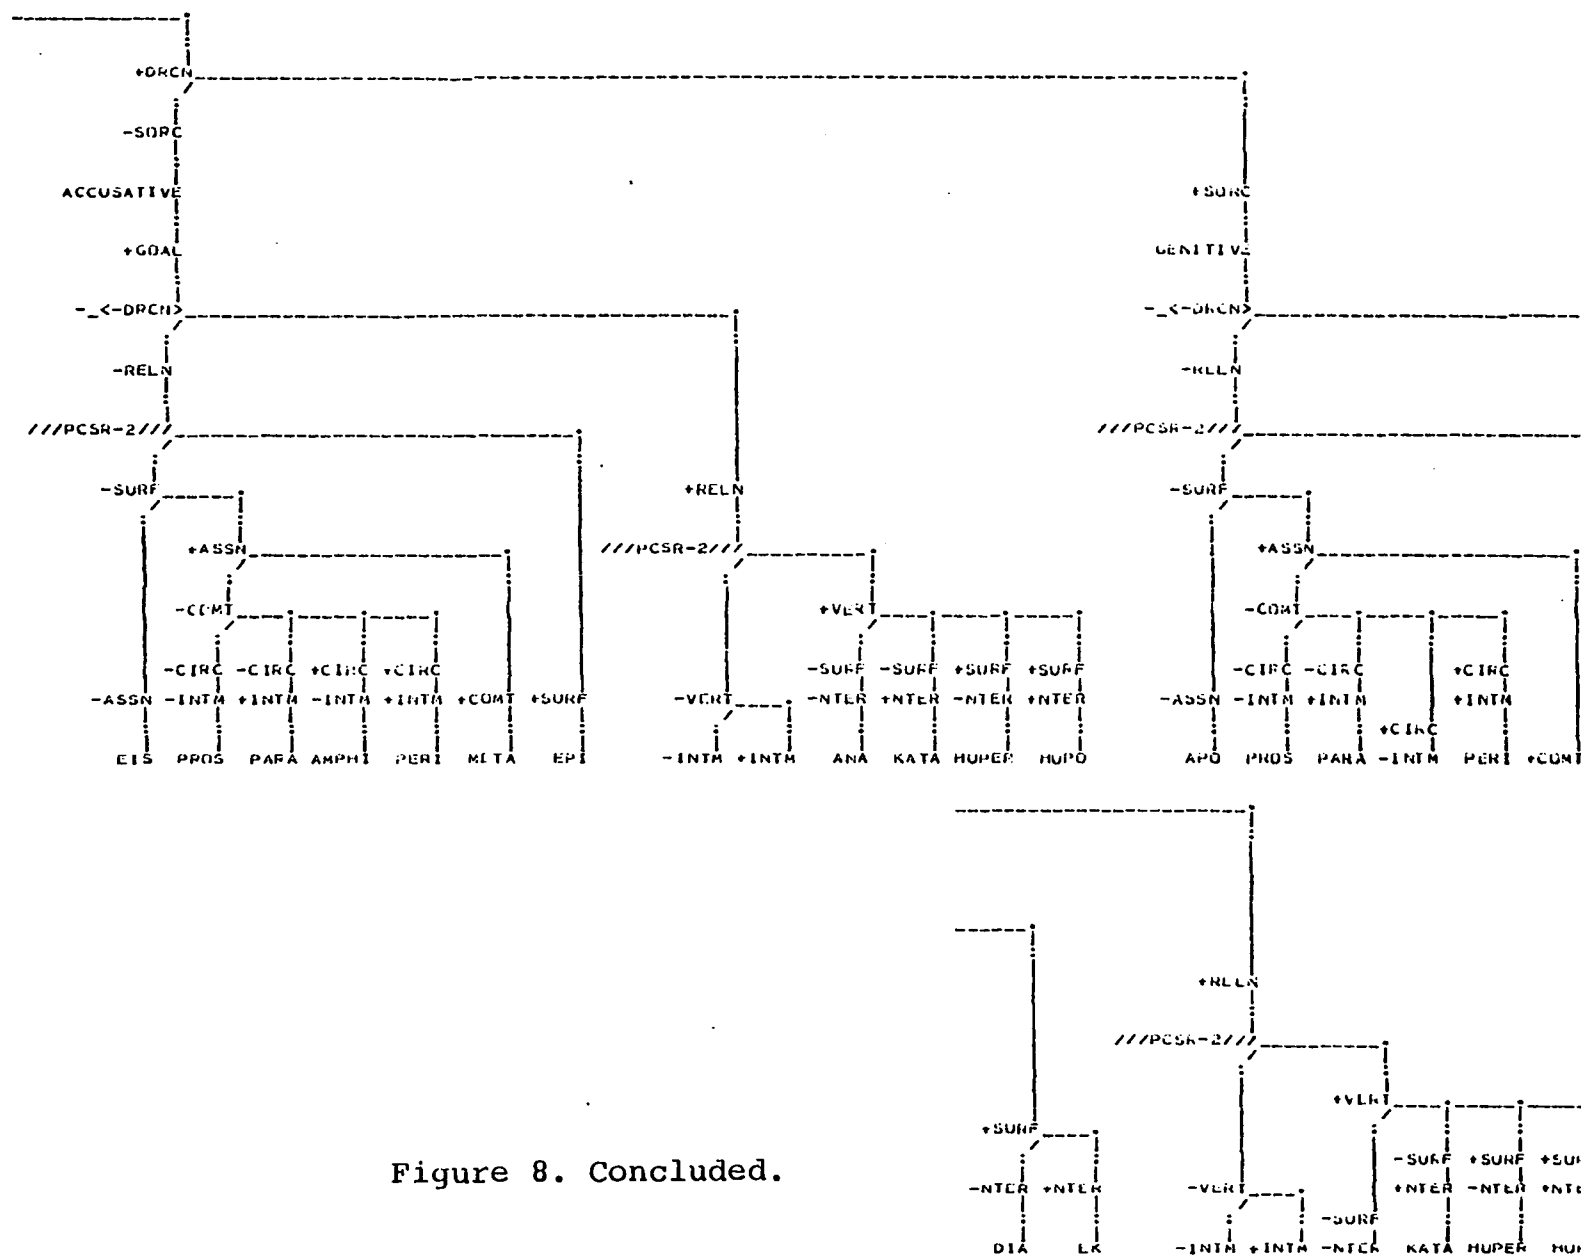 +DRCN
-SORC
ACCUSATIVE +SORC
+GOAL GENITIVE
-_<-DRCN> -_<-DRCN>
-RELN -RELN
///PCSR-2/// ///PCSR-2///
-SURF +RELN -SURF
+ASSN ///PCSR-2/// +ASSN
-COMT +VERT -COMT
-CIRC -CIRC +CIRC +CIRC -SURF -SURF +SURF +SURF -CIRC -CIRC +CIRC
-ASSN -INTM +INTM -INTM +INTM +COMT +SURF -VERT -NTER +NTER -NTER +NTER -ASSN -INTM +INTM +INTM
+CIRC
EIS PROS PARA AMPHI PERI META EPI -INTM +INTM ANA KATA HUPER HUPO APO PROS PARA -INTM PERI +COMT
+RELN
///PCSR-2///
+VERT
+SURF
-SURF +SURF
-NTER +NTER -VERT +NTER -NTER
-SURF
DIA EK -INTM +INTM -NTER KATA HUPER
Figure 8. Concluded.